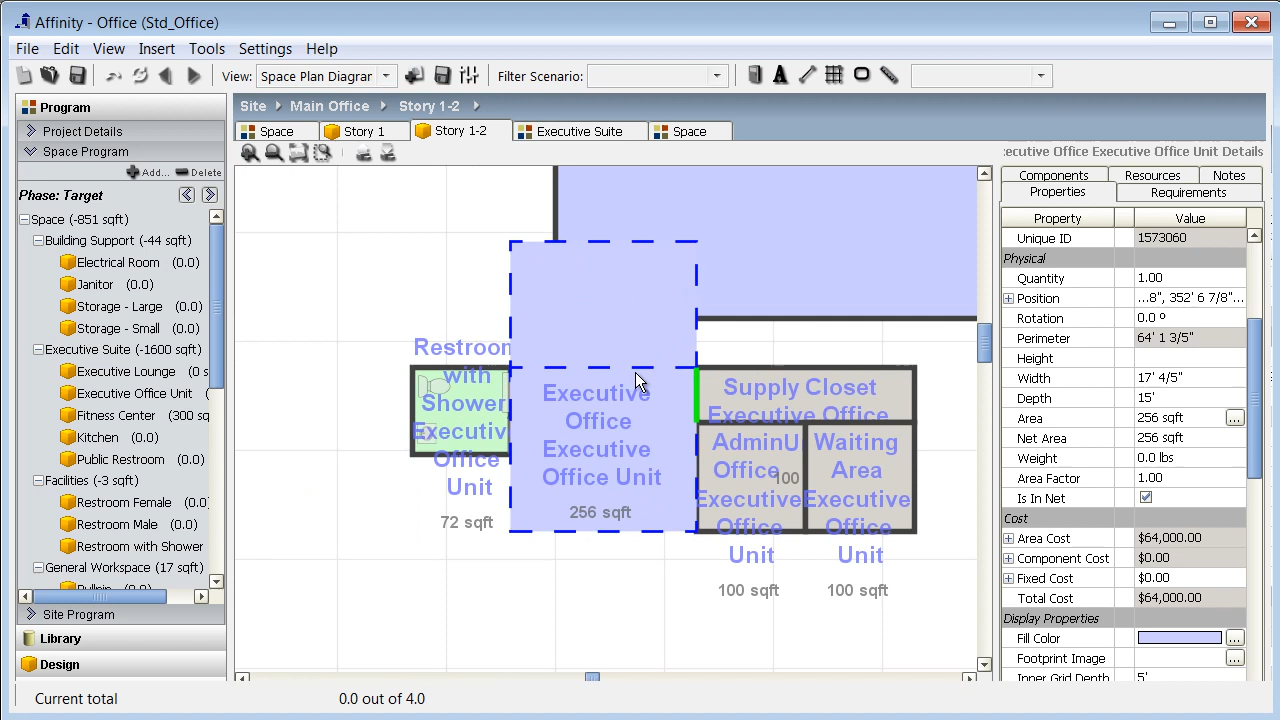 Affinity - Office (Std_Office)
File Edit View Insert Tools Settings Help
View: Space Plan Diagrar Filter Scenario:
Program
Project Details
Space Program
Add... Delete
Phase: Target
Space (-851 sqft)
Building Support (-44 sqft)
Electrical Room (0.0)
Janitor (0.0)
Storage - Large (0.0)
Storage - Small (0.0)
Executive Suite (-1600 sqft)
Executive Lounge (0 s
Executive Office Unit
Fitness Center (300 sq
Kitchen (0.0)
Public Restroom (0.0)
Facilities (-3 sqft)
Restroom Female (0.0)
Restroom Male (0.0)
Restroom with Shower
General Workspace (17 sqft)
Site Program
Library
Design
Site Main Office Story 1-2
Space Story 1 Story 1-2 Executive Suite Space
Restroom
with
Shower
Executive
Office
Unit
72 sqft
Executive
Office
Executive
Office Unit
256 sqft
Supply Closet
Executive Office
AdminU
Office 100
Executive
Office
Unit
100 sqft
Waiting
Area
Executive
Office
Unit
100 sqft
:ecutive Office Executive Office Unit Details
Components Resources Notes
Properties Requirements
Property Value
Unique ID 1573060
Physical
Quantity 1.00
Position ...8", 352' 6 7/8"...
Rotation 0.0 º
Perimeter 64' 1 3/5"
Height
Width 17' 4/5"
Depth 15'
Area 256 sqft ...
Net Area 256 sqft
Weight 0.0 lbs
Area Factor 1.00
Is In Net
Cost
Area Cost $64,000.00
Component Cost $0.00
Fixed Cost $0.00
Total Cost $64,000.00
Display Properties
Fill Color ...
Footprint Image ...
Inner Grid Depth 5'
Current total 0.0 out of 4.0